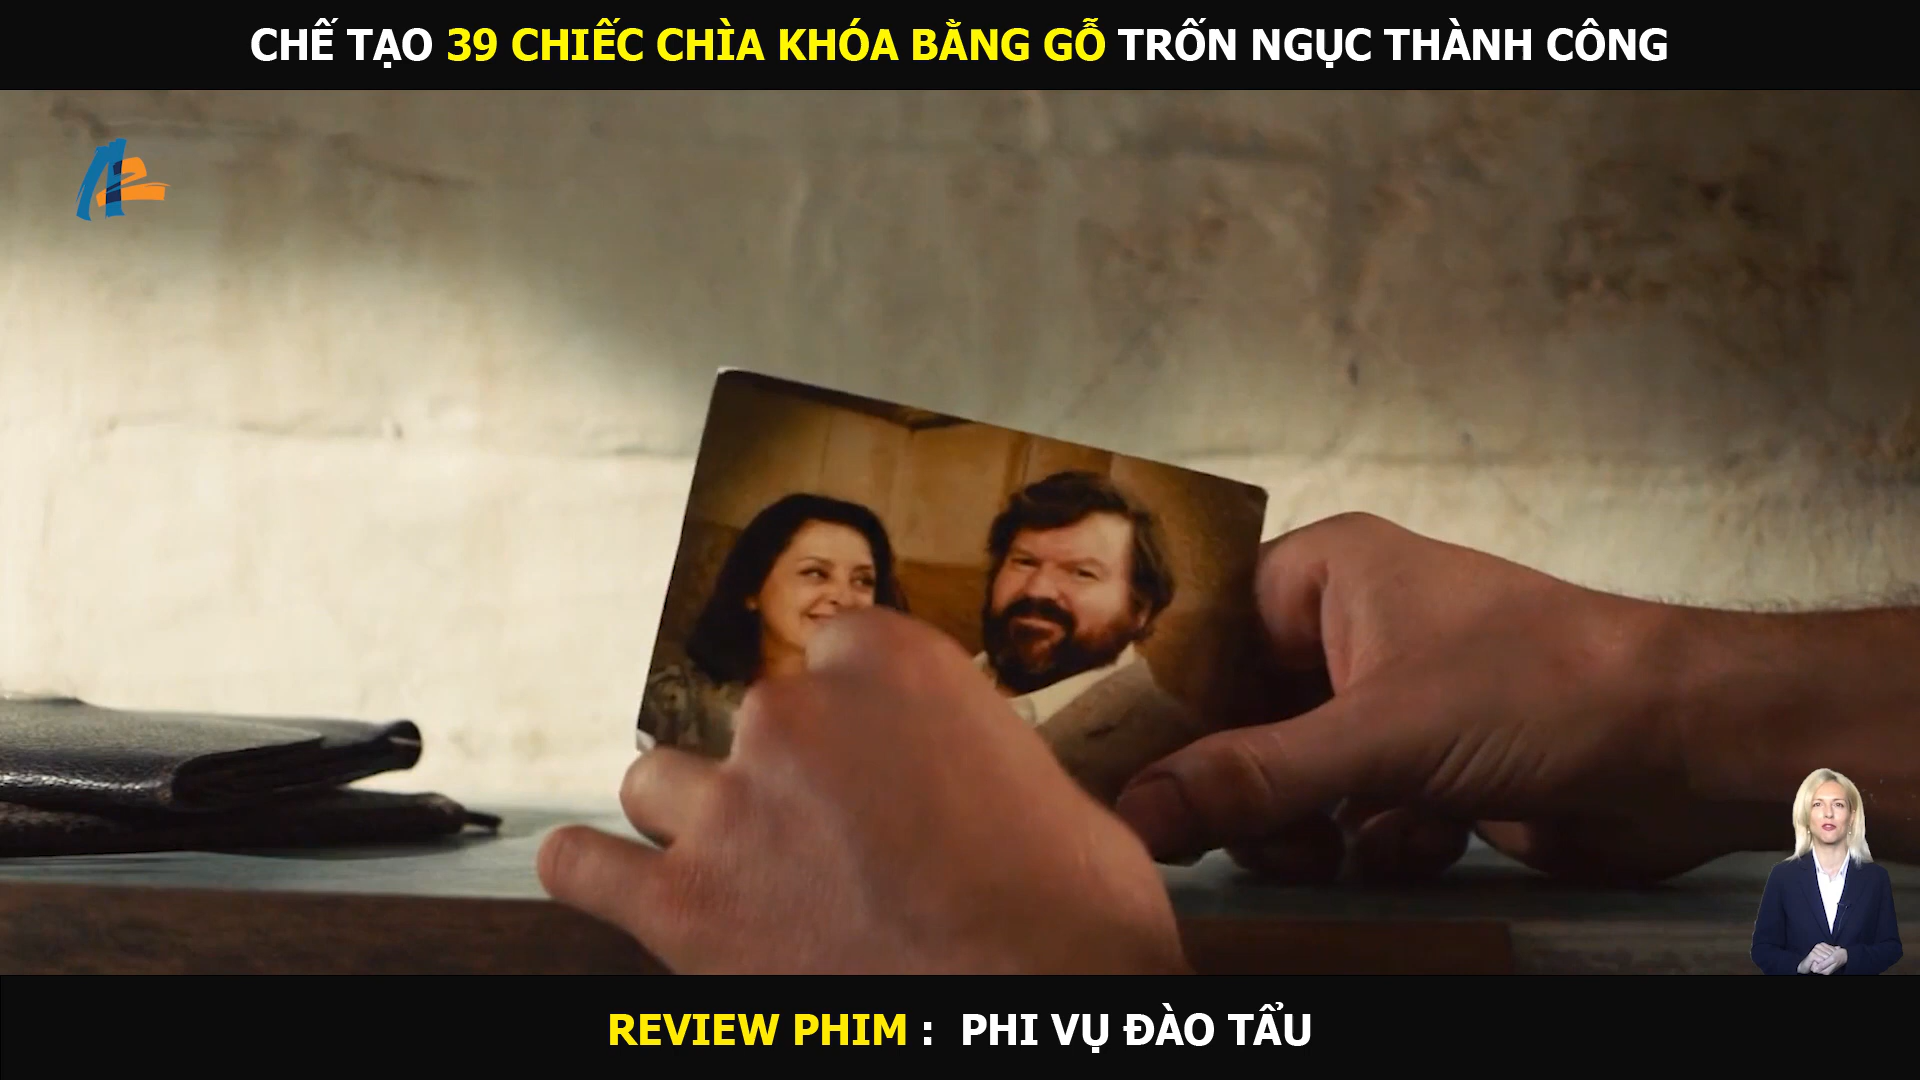 CHẾ TẠO 39 CHIẾC CHÌA KHÓA BẰNG GỖ TRỐN NGỤC THÀNH CÔNG
REVIEW PHIM : PHI VỤ ĐÀO TẨU